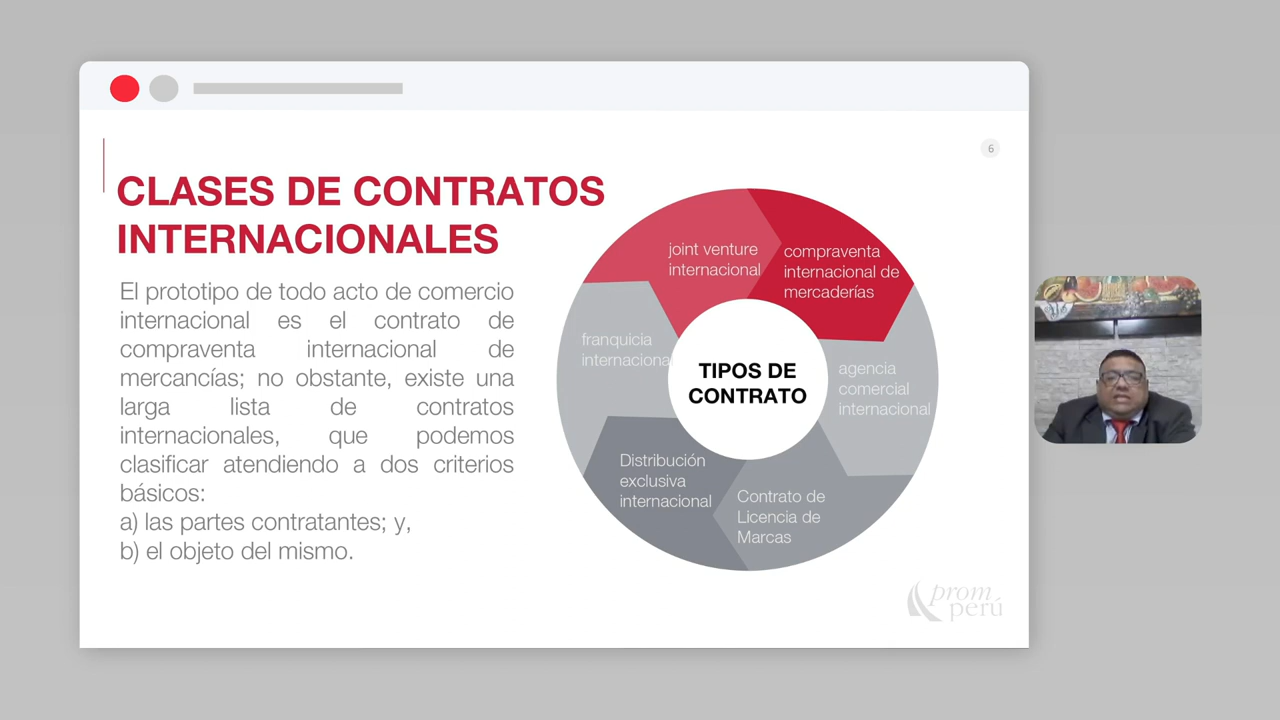 6
CLASES DE CONTRATOS
INTERNACIONALES
El prototipo de todo acto de comercio
internacional es el contrato de
compraventa internacional de
mercancías; no obstante, existe una
larga lista de contratos
internacionales, que podemos
clasificar atendiendo a dos criterios
básicos:
a) las partes contratantes; y,
b) el objeto del mismo.
joint venture
internacional
compraventa
internacional de
mercaderías
franquicia
internacional
TIPOS DE
CONTRATO
agencia
comercial
internacional
Distribución
exclusiva
internacional
Contrato de
Licencia de
Marcas
prom
perú